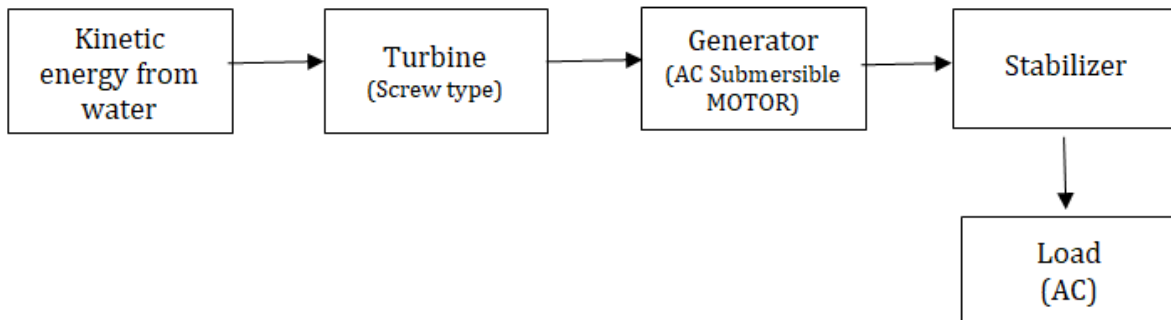 Kinetic
energy from
water
Turbine
(Screw type)
Generator
(AC Submersible
MOTOR)
Stabilizer
Load
(AC)